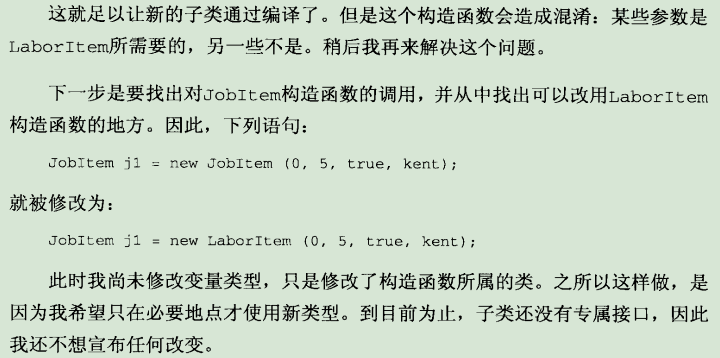 这就足以让新的子类通过编译了。但是这个构造函数会造成混淆：某些参数是
LaborItem所需要的，另一些不是。稍后我再来解决这个问题。
下一步是要找出对JobItem构造函数的调用，并从中找出可以改用LaborItem
构造函数的地方。因此，下列语句：
JobItem j1 = new JobItem (0, 5, true, kent);
就被修改为：
JobItem j1 = new LaborItem (0, 5, true, kent);
此时我尚未修改变量类型，只是修改了构造函数所属的类。之所以这样做，是
因为我希望只在必要地点才使用新类型。到目前为止，子类还没有专属接口，因此
我还不想宣布任何改变。